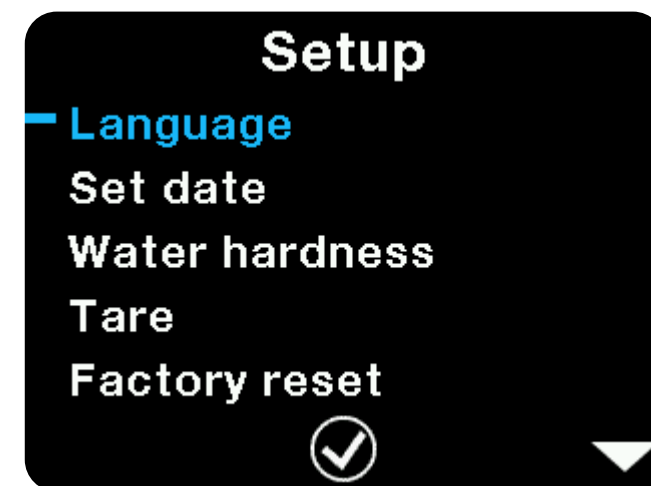 Setup
Language
Set date
Water hardness
Tare
Factory reset